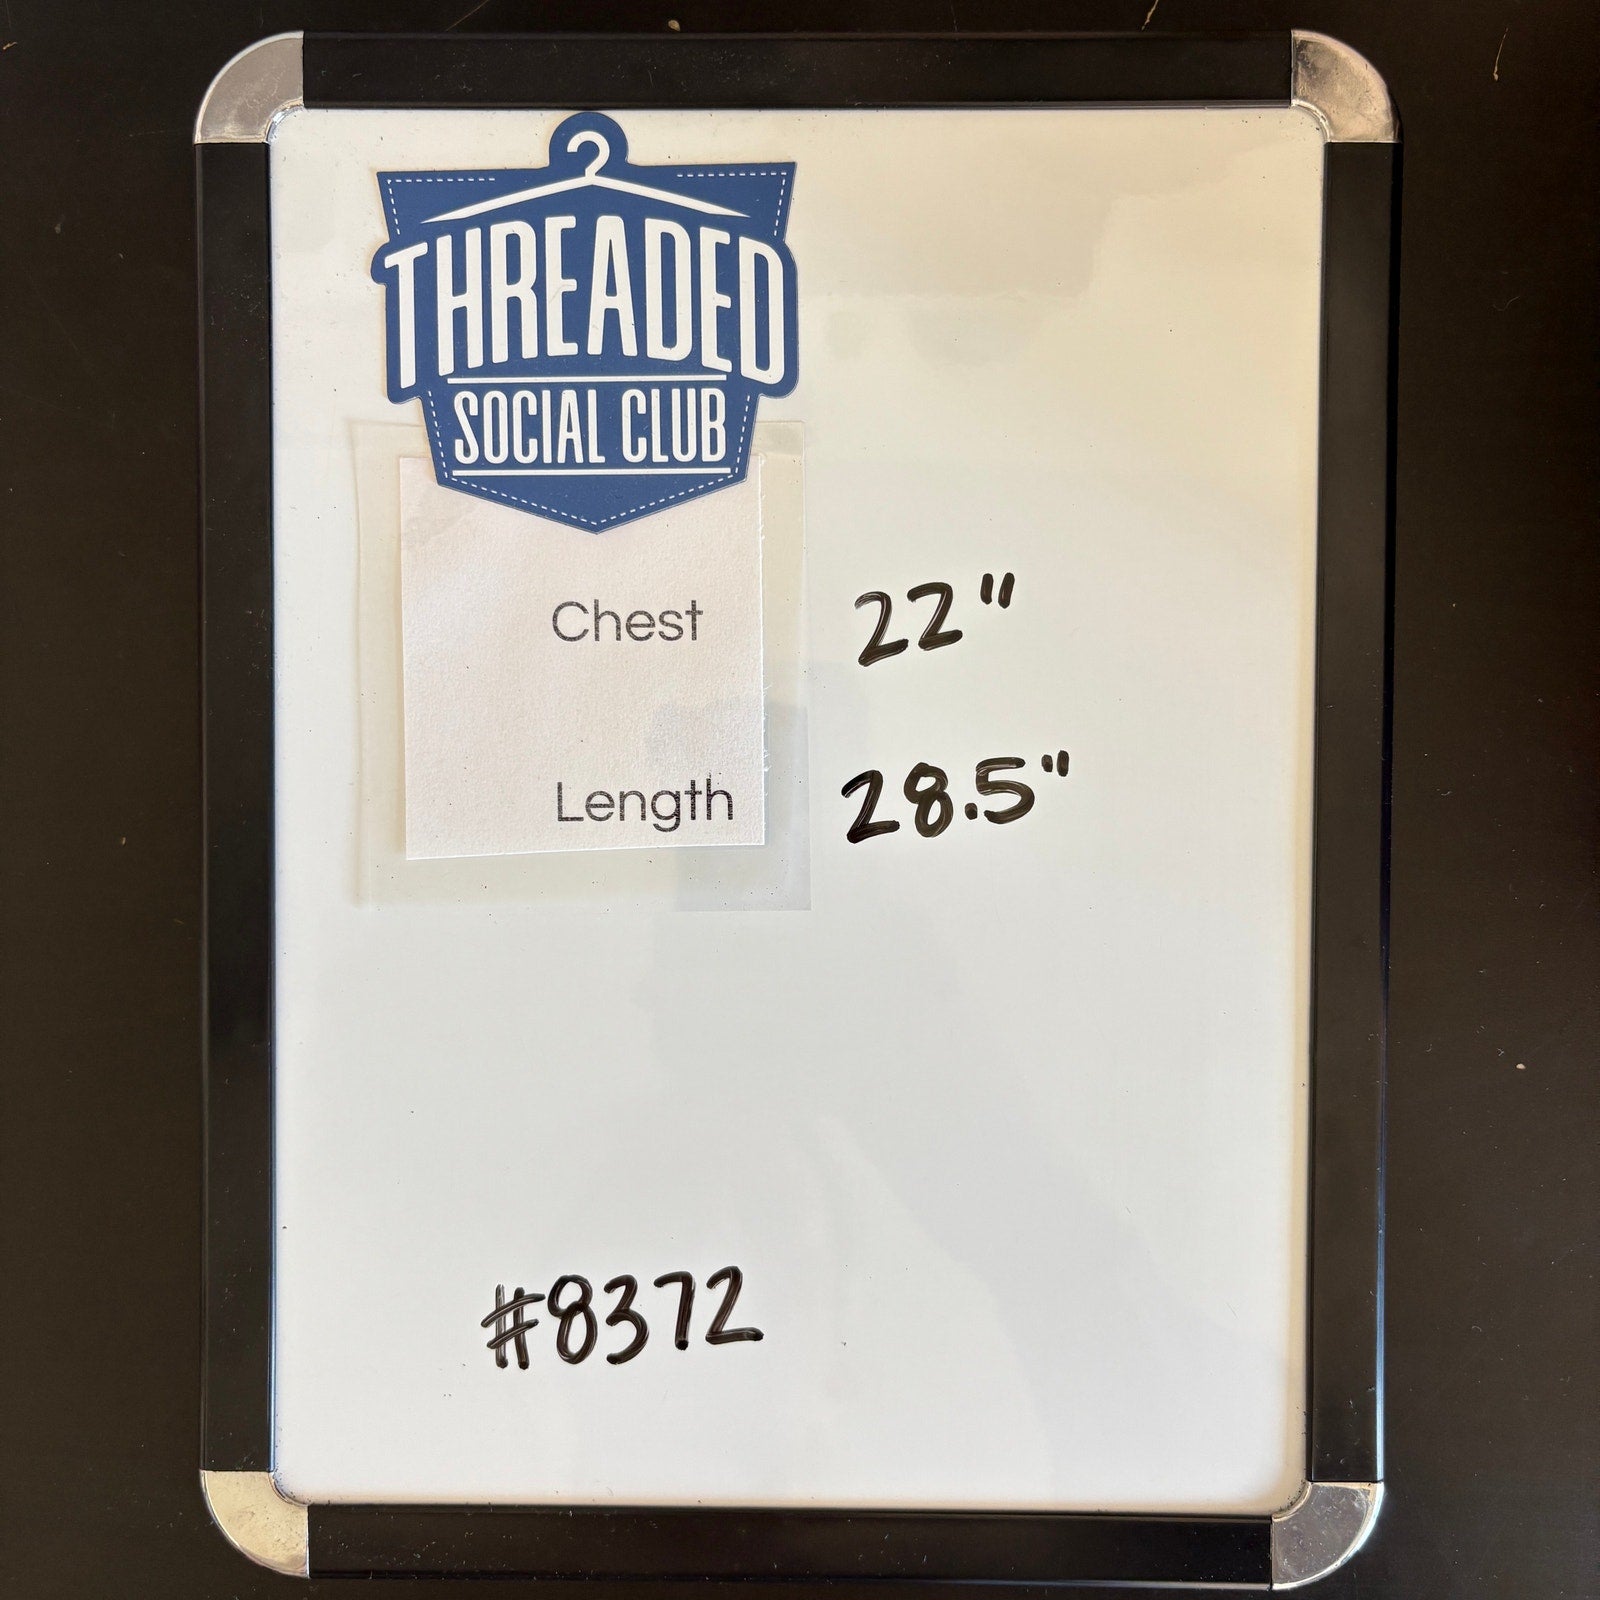 THREADED
SOCIAL CLUB
Chest 22"
Length 28.5"
#8372